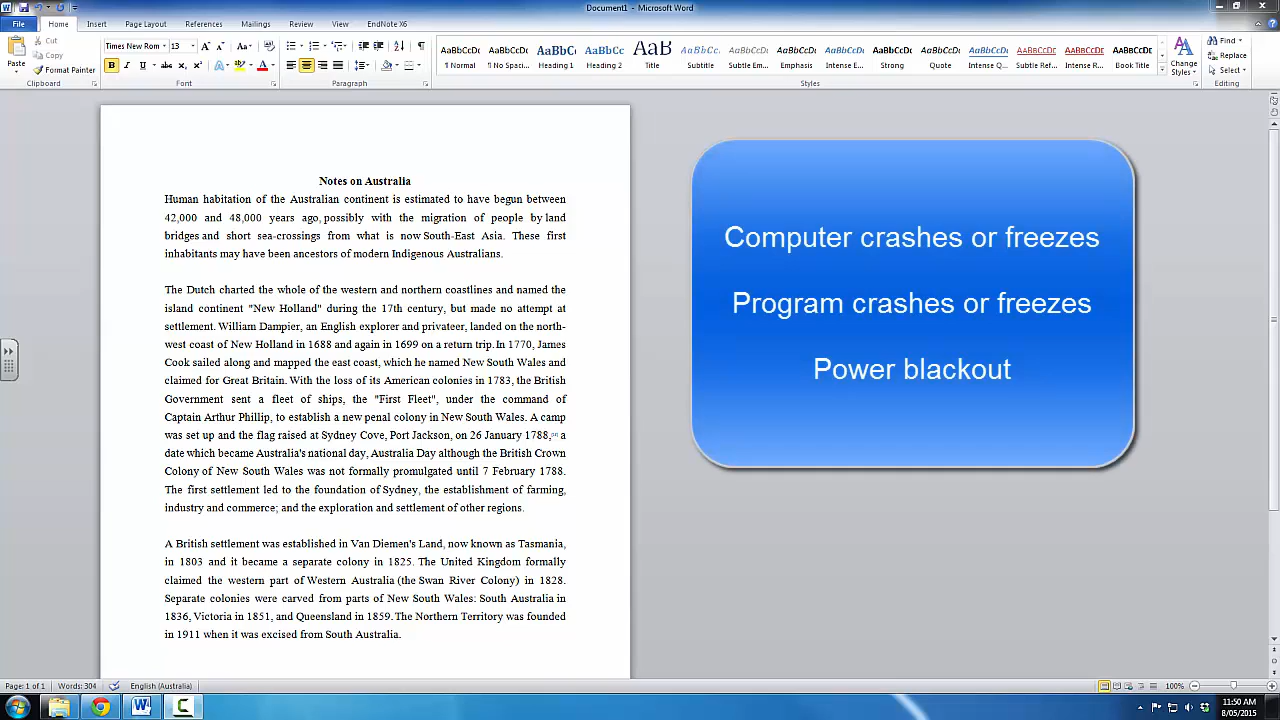 Document1 - Microsoft Word
File Home Insert Page Layout References Mailings Review View EndNote X6
Cut
Copy
Format Painter
Paste
Times New Rom 13
AaBbCcDc AaBbCcDc AaBbC AaBbCc AaB AaBbCc. AaBbCcDc AaBbCcDc AaBbCcDc AaBbCcDc AaBbCcDc AaBbCcDc AaBbCcDc AaBbCcDc AaBbCcDc
¶ Normal ¶ No Spaci... Heading 1 Heading 2 Title Subtitle Subtle Em... Emphasis Intense E... Strong Quote Intense Q... Subtle Ref... Intense R... Book Title
Change Styles
Find
Replace
Select
Clipboard Font Paragraph Styles Editing
Notes on Australia
Human habitation of the Australian continent is estimated to have begun between
42,000 and 48,000 years ago, possibly with the migration of people by land
bridges and short sea-crossings from what is now South-East Asia. These first
inhabitants may have been ancestors of modern Indigenous Australians.
The Dutch charted the whole of the western and northern coastlines and named the
island continent "New Holland" during the 17th century, but made no attempt at
settlement. William Dampier, an English explorer and privateer, landed on the north-
west coast of New Holland in 1688 and again in 1699 on a return trip. In 1770, James
Cook sailed along and mapped the east coast, which he named New South Wales and
claimed for Great Britain. With the loss of its American colonies in 1783, the British
Government sent a fleet of ships, the "First Fleet", under the command of
Captain Arthur Phillip, to establish a new penal colony in New South Wales. A camp
was set up and the flag raised at Sydney Cove, Port Jackson, on 26 January 1788, a
date which became Australia's national day, Australia Day although the British Crown
Colony of New South Wales was not formally promulgated until 7 February 1788.
The first settlement led to the foundation of Sydney, the establishment of farming,
industry and commerce; and the exploration and settlement of other regions.
A British settlement was established in Van Diemen's Land, now known as Tasmania,
in 1803 and it became a separate colony in 1825. The United Kingdom formally
claimed the western part of Western Australia (the Swan River Colony) in 1828.
Separate colonies were carved from parts of New South Wales: South Australia in
1836, Victoria in 1851, and Queensland in 1859. The Northern Territory was founded
in 1911 when it was excised from South Australia.
Computer crashes or freezes
Program crashes or freezes
Power blackout
Page: 1 of 1 Words: 304 English (Australia) 100%
11:50 AM
8/05/2015